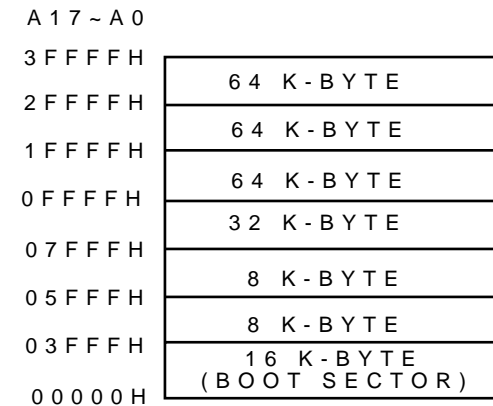 A17~A0
3FFFFH
64 K-BYTE
2FFFFH
64 K-BYTE
1FFFFH
64 K-BYTE
0FFFFH
32 K-BYTE
07FFFH
8 K-BYTE
05FFFH
8 K-BYTE
03FFFH
16 K-BYTE
(BOOT SECTOR)
00000H